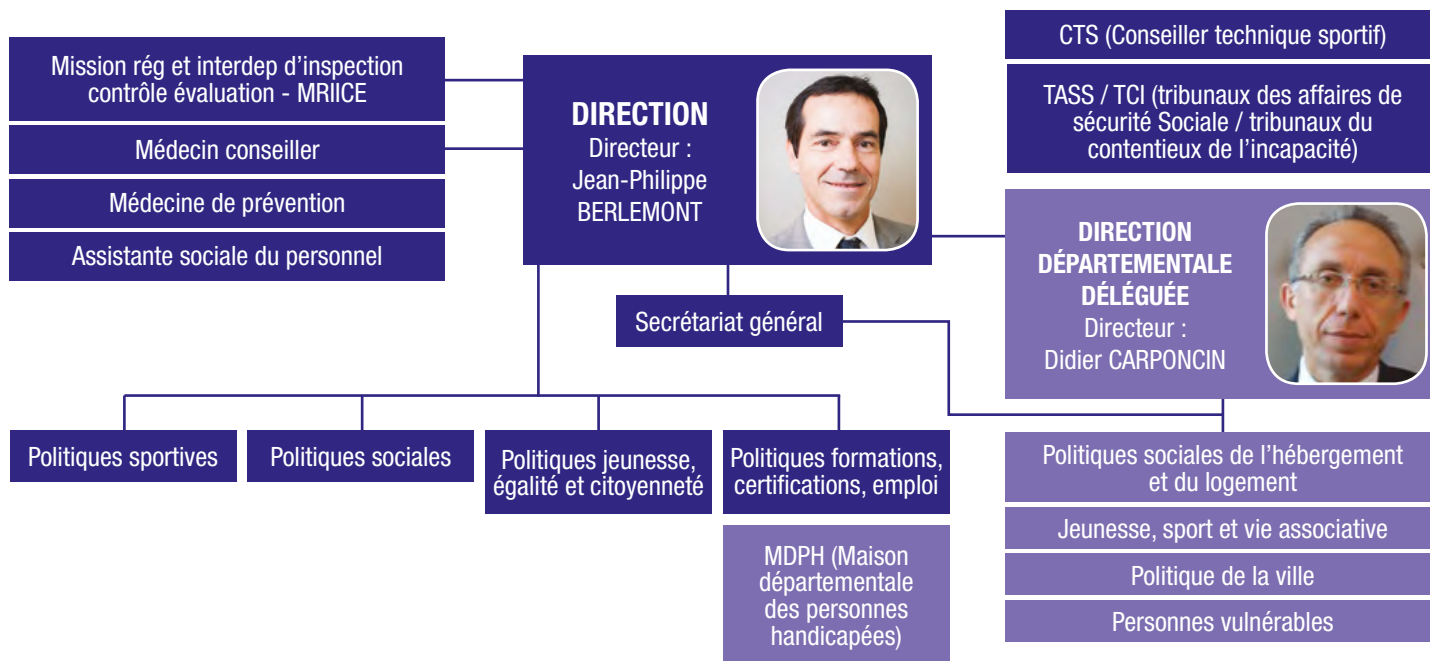 Mission rég et interdep d’inspection
contrôle évaluation - MRIICE
Médecin conseiller
Médecine de prévention
Assistante sociale du personnel
DIRECTION
Directeur :
Jean-Philippe
BERLEMONT
CTS (Conseiller technique sportif)
TASS / TCI (tribunaux des affaires de
sécurité Sociale / tribunaux du
contentieux de l’incapacité)
DIRECTION
DÉPARTEMENTALE
DÉLÉGUÉE
Directeur :
Didier CARPONCIN
Secrétariat général
Politiques sportives
Politiques sociales
Politiques jeunesse,
égalité et citoyenneté
Politiques formations,
certifications, emploi
MDPH (Maison
départementale
des personnes
handicapées)
Politiques sociales de l’hébergement
et du logement
Jeunesse, sport et vie associative
Politique de la ville
Personnes vulnérables